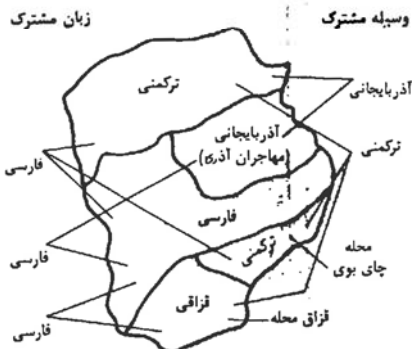 وسیله مشترک
زبان مشترک
ترکمنی
آذربایجانی
آذربایجانی
(مهاجران آذری)
ترکمنی
فارسی
فارسی
ترکی
محله
چای بوی
فارسی
قزاقی
قزاق محله
فارسی